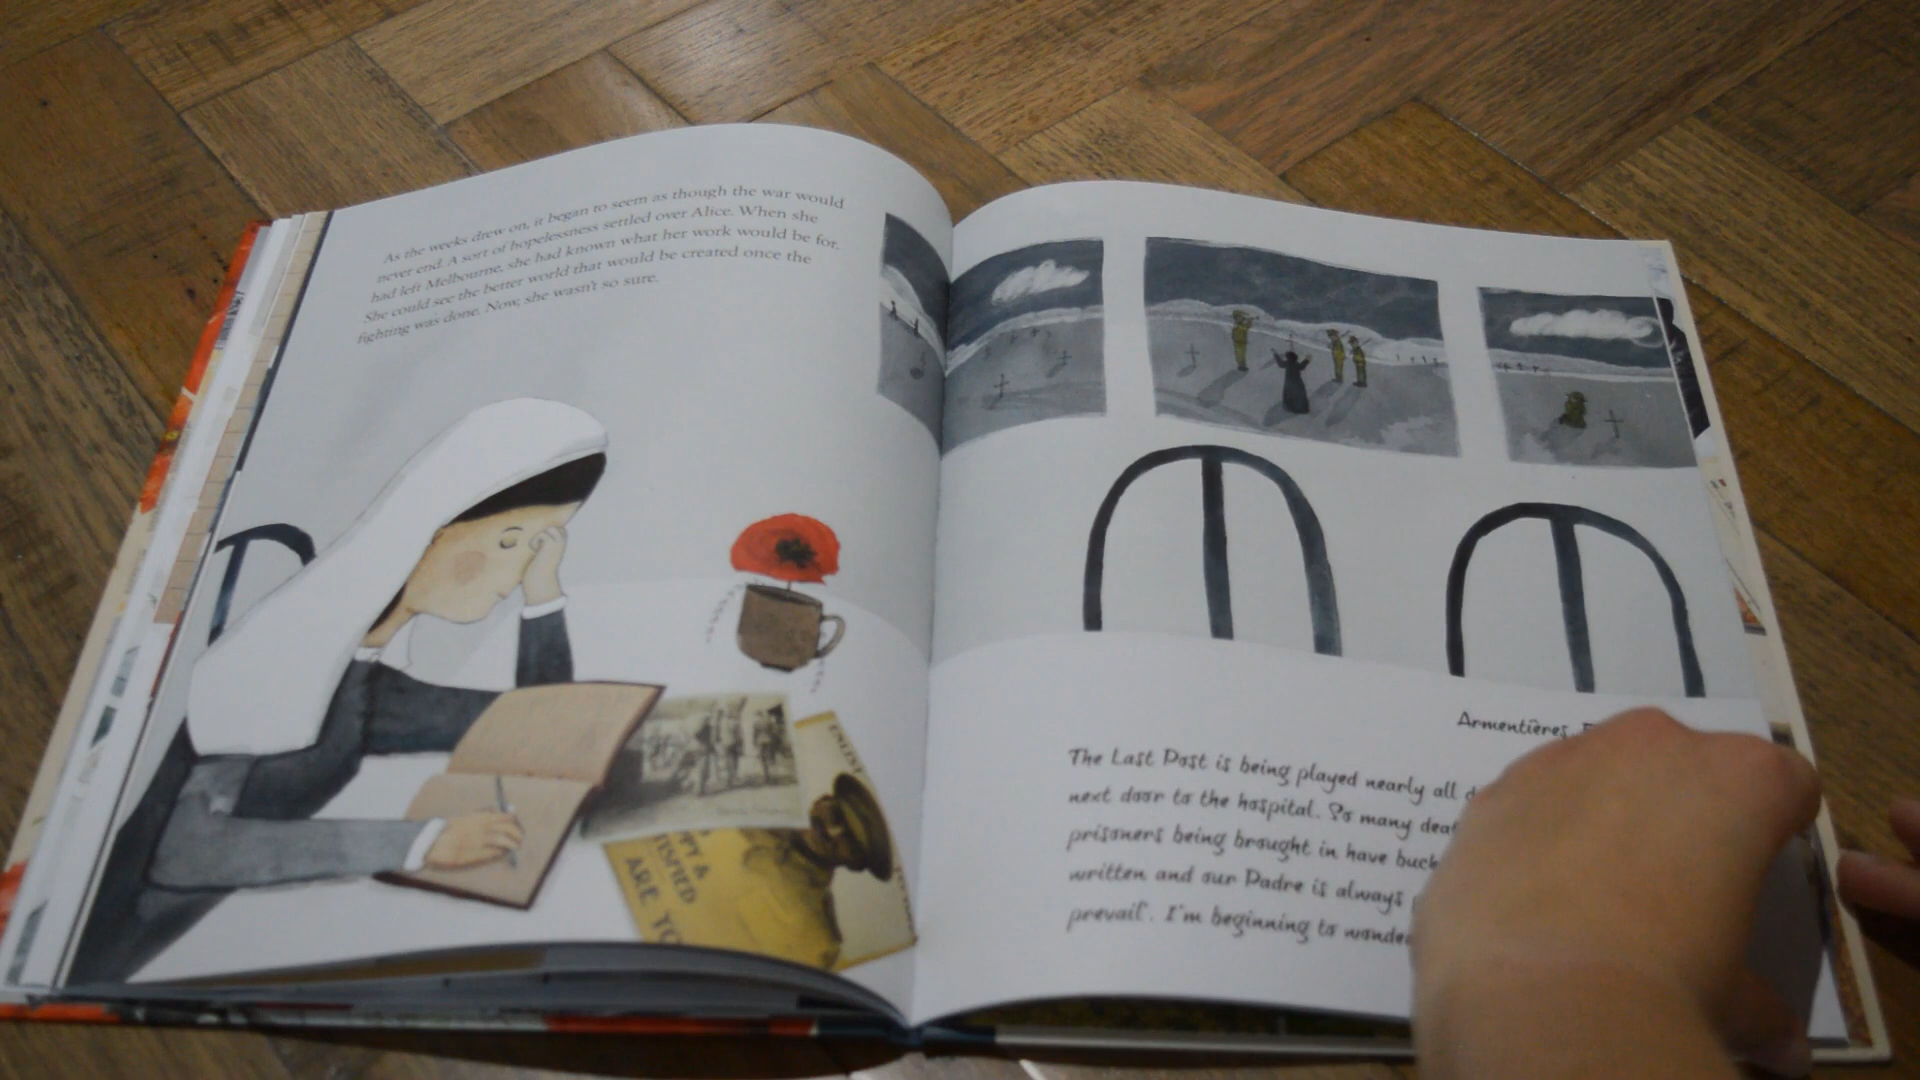 As the weeks drew on, it began to seem as though the war would
never end. A sort of hopelessness settled over Alice. When she
had left Melbourne, she had known what her work would be for.
She could see the better world that would be created once the
fighting was done. Now, she wasn't so sure.
ENLIST
ARE
Armentières,
The Last Post is being played nearly all
next door to the hospital. So many
prisoners being brought in have
written and our Padre is always
prevail'. I'm beginning to